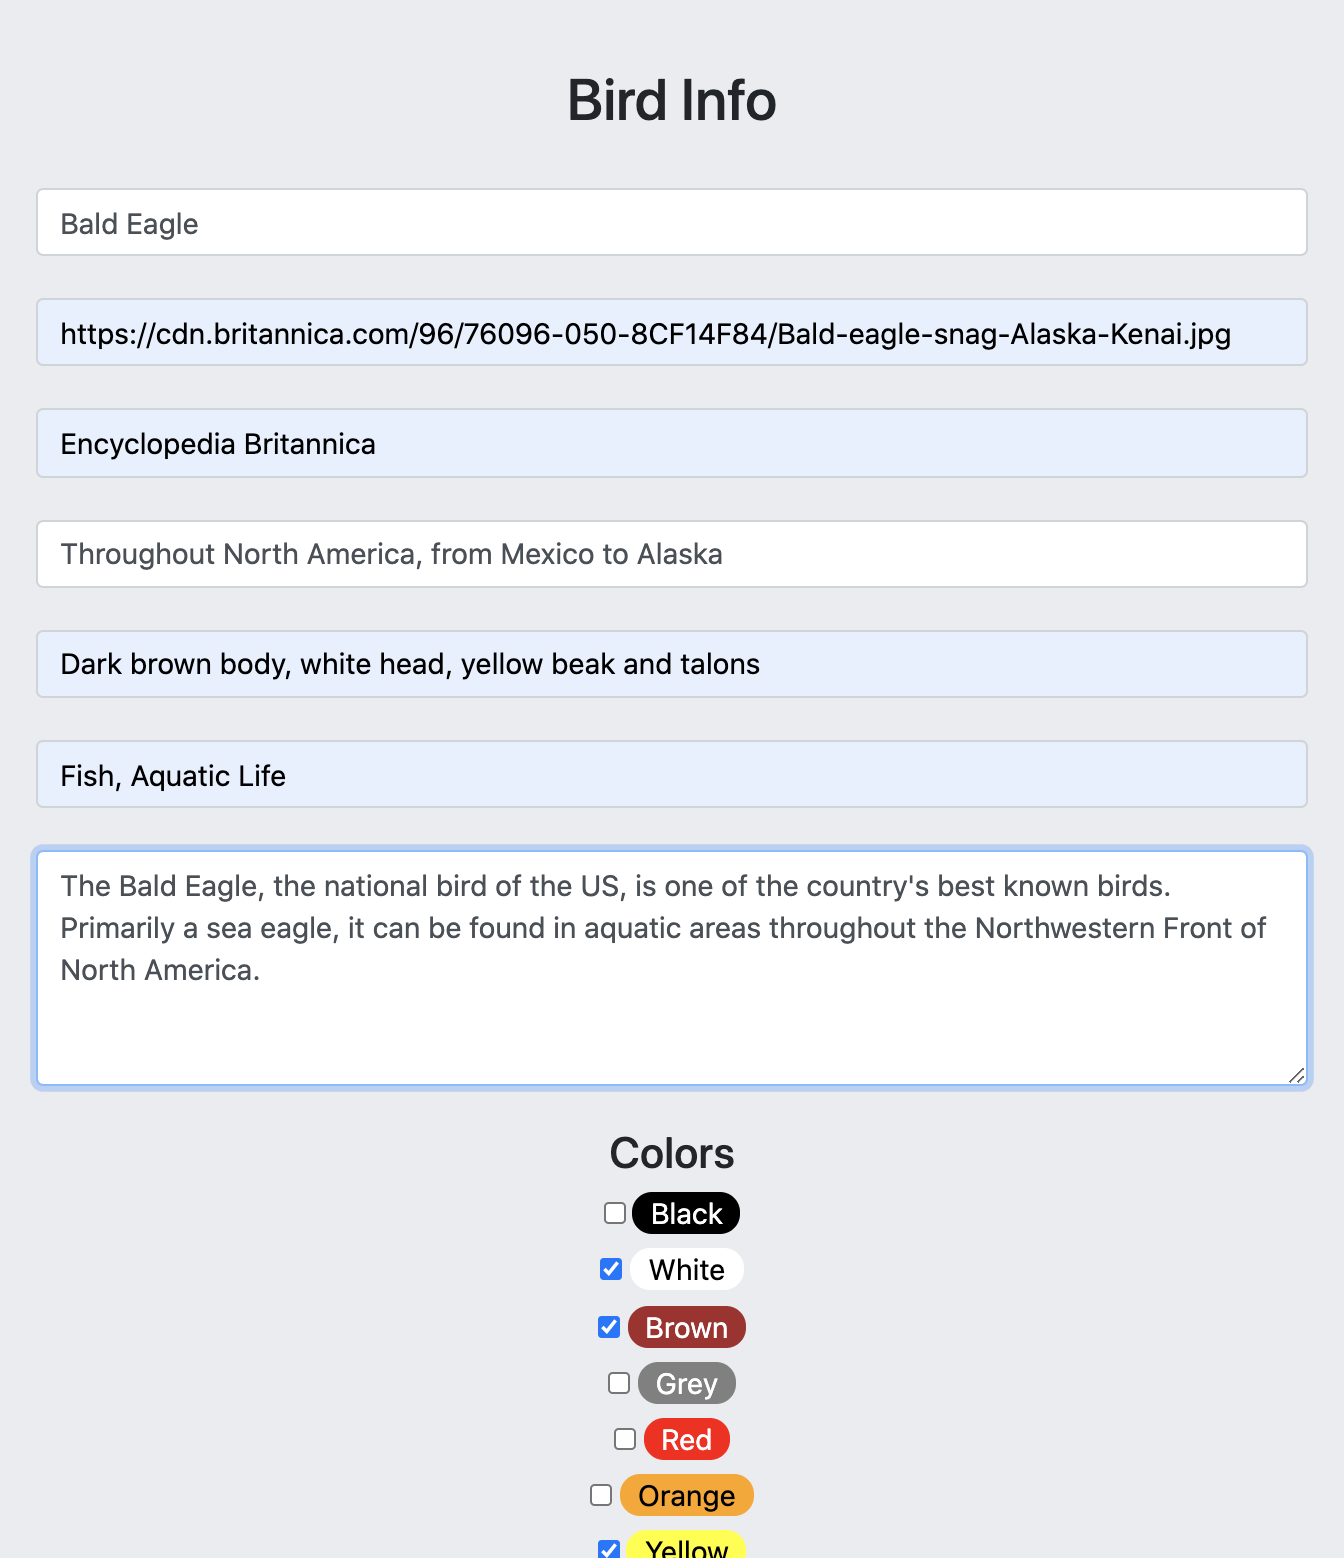 Bird Info
Bald Eagle
https://cdn.britannica.com/96/76096-050-8CF14F84/Bald-eagle-snag-Alaska-Kenai.jpg
Encyclopedia Britannica
Throughout North America, from Mexico to Alaska
Dark brown body, white head, yellow beak and talons
Fish, Aquatic Life
The Bald Eagle, the national bird of the US, is one of the country's best known birds.
Primarily a sea eagle, it can be found in aquatic areas throughout the Northwestern Front of
North America.
Colors
Black
White
Brown
Grey
Red
Orange
Yellow